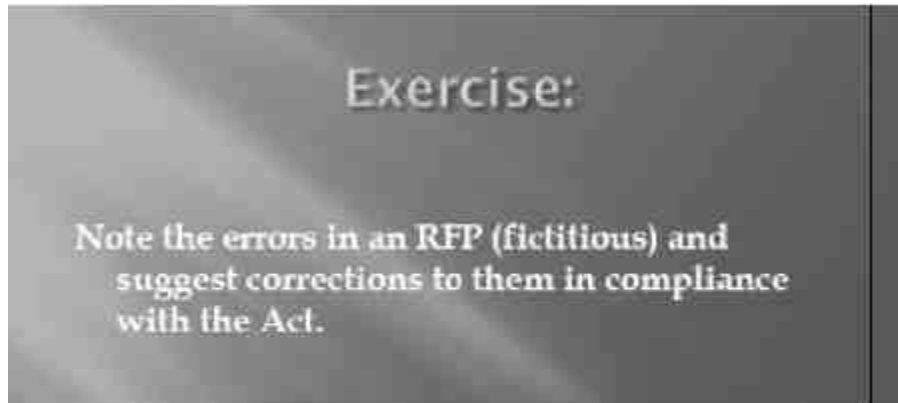 Exercise:
Note the errors in an RFP (fictitious) and
suggest corrections to them in compliance
with the Act.